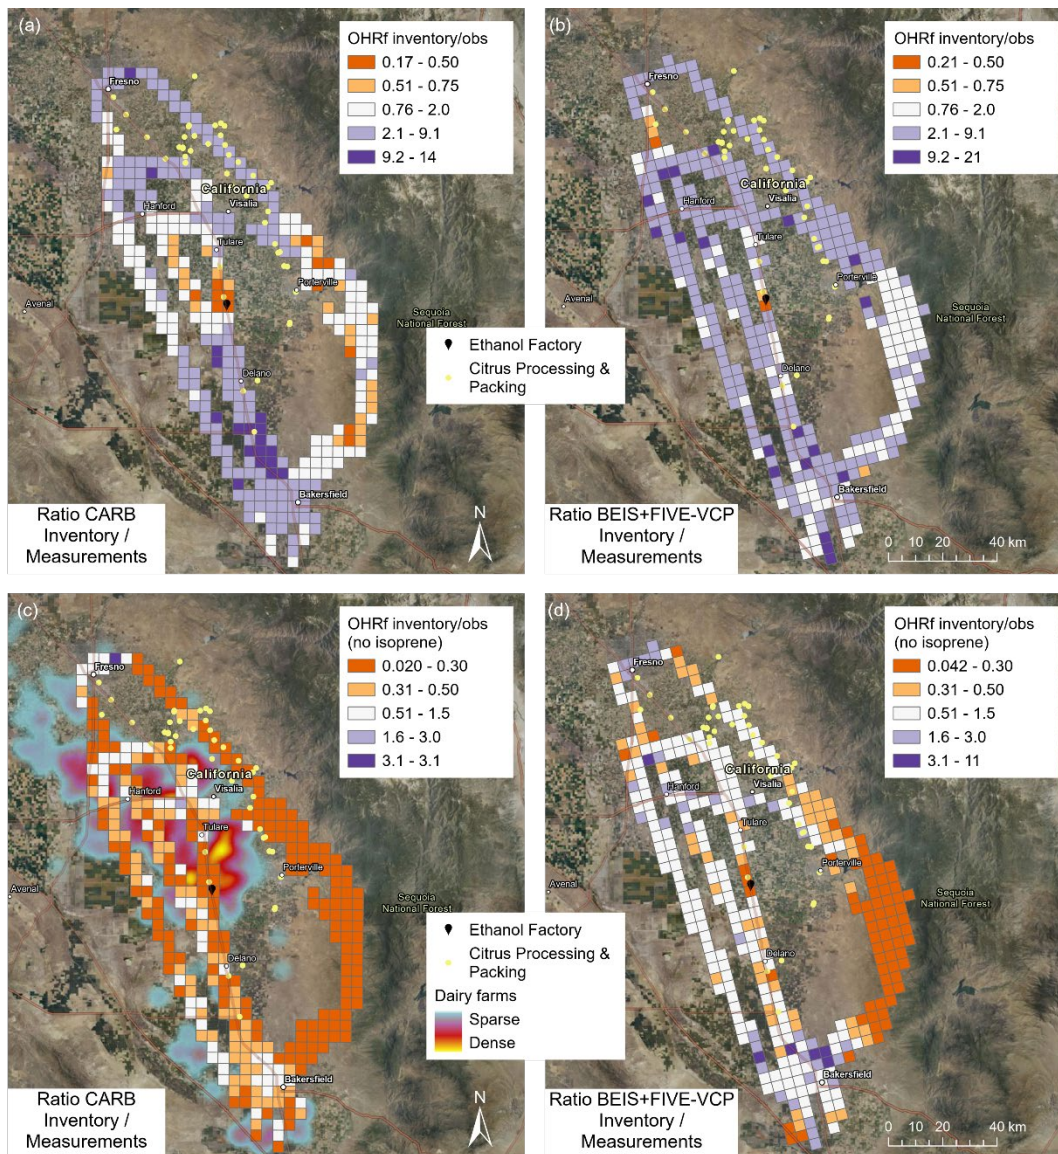 (a)
OHRf inventory/obs
0.17 - 0.50
0.51 - 0.75
0.76 - 2.0
2.1 - 9.1
9.2 - 14
Fresno
California
Hanford
Visalia
Tulare
Porterville
Avenal
Sequoia
National Forest
Delano
Bakersfield
Ratio CARB
Inventory /
Measurements
N
(b)
OHRf inventory/obs
0.21 - 0.50
0.51 - 0.75
0.76 - 2.0
2.1 - 9.1
9.2 - 21
Fresno
California
Hanford
Visalia
Tulare
Porterville
Avenal
Sequoia
National Forest
Delano
Bakersfield
Ratio BEIS+FIVE-VCP
Inventory /
Measurements
0 20 40 km
Ethanol Factory
Citrus Processing &
Packing
(c)
OHRf inventory/obs
(no isoprene)
0.020 - 0.30
0.31 - 0.50
0.51 - 1.5
1.6 - 3.0
3.1 - 3.1
Fresno
California
Hanford
Visalia
Tulare
Porterville
Avenal
Sequoia
National Forest
Delano
Bakersfield
Ratio CARB
Inventory /
Measurements
N
(d)
OHRf inventory/obs
(no isoprene)
0.042 - 0.30
0.31 - 0.50
0.51 - 1.5
1.6 - 3.0
3.1 - 11
Fresno
California
Hanford
Visalia
Tulare
Porterville
Avenal
Sequoia
National Forest
Delano
Bakersfield
Ratio BEIS+FIVE-VCP
Inventory /
Measurements
0 20 40 km
Ethanol Factory
Citrus Processing &
Packing
Dairy farms
Sparse
Dense